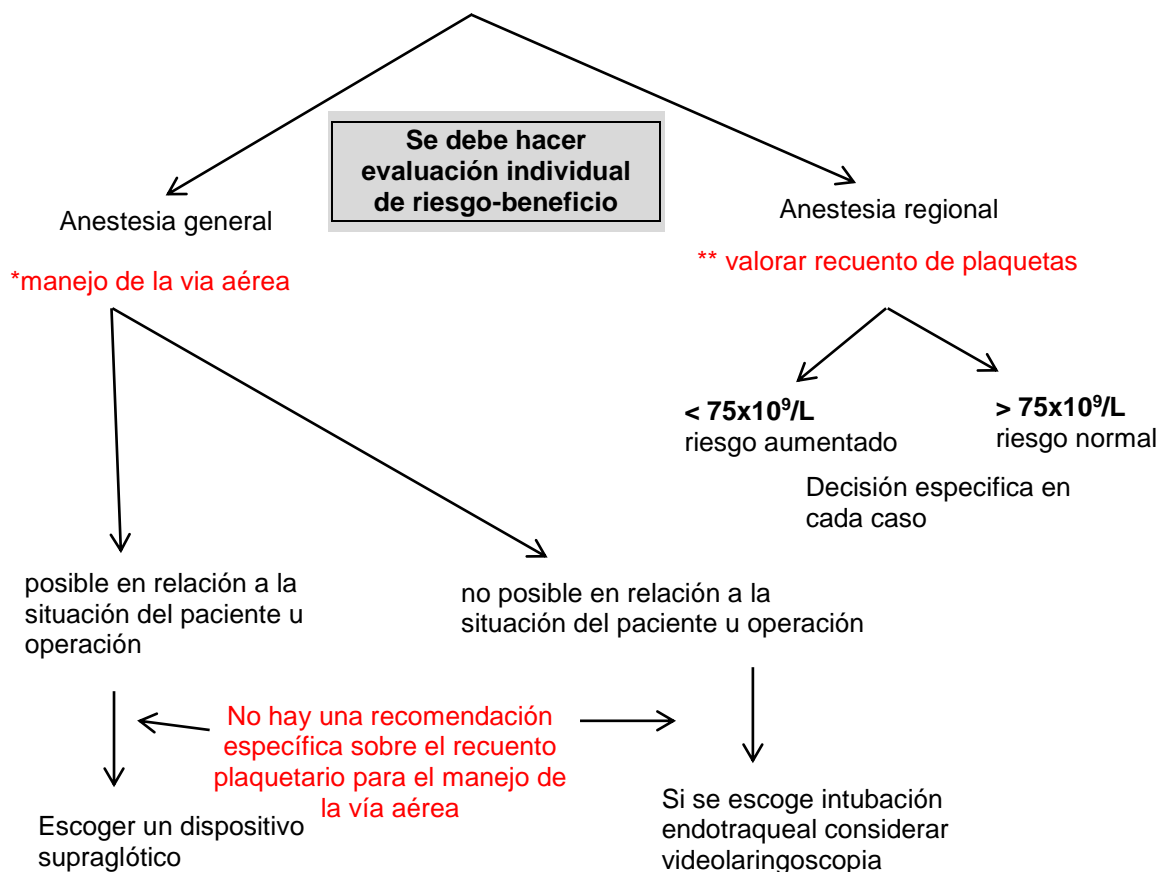 Se debe hacer
evaluación individual
de riesgo-beneficio
Anestesia general
Anestesia regional
*manejo de la via aérea
** valorar recuento de plaquetas
< 75x10⁹/L
riesgo aumentado
> 75x10⁹/L
riesgo normal
Decisión especifica en
cada caso
posible en relación a la
situación del paciente u
operación
no posible en relación a la
situación del paciente u operación
No hay una recomendación
específica sobre el recuento
plaquetario para el manejo de
la vía aérea
Escoger un dispositivo
supraglótico
Si se escoge intubación
endotraqueal considerar
videolaringoscopia